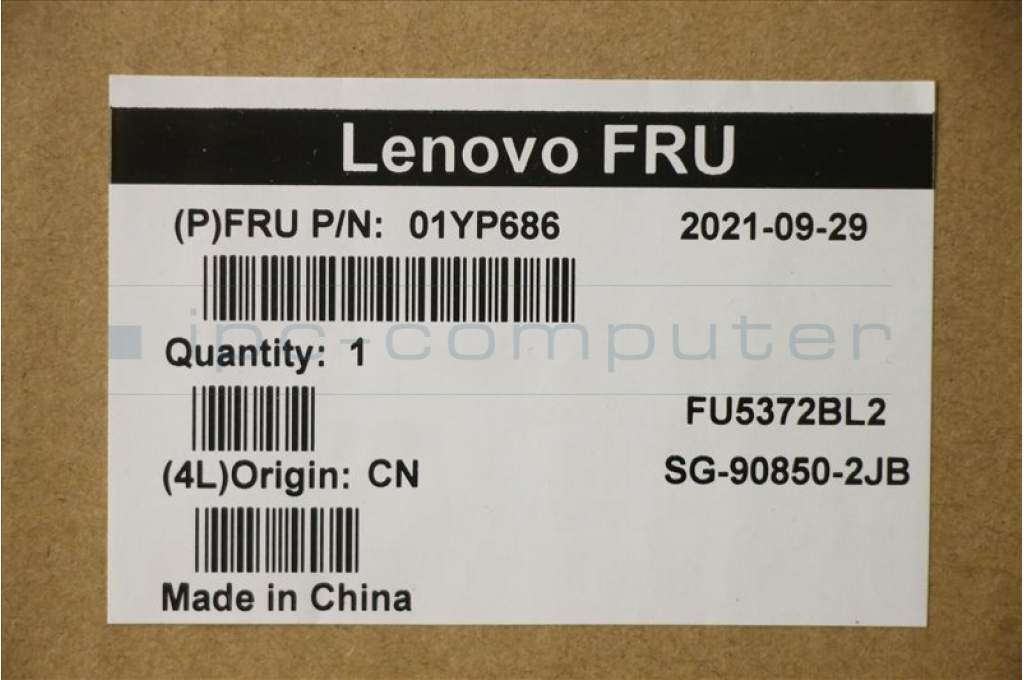 Lenovo FRU
(P)FRU P/N: 01YP686 2021-09-29
ipc-computer
Quantity: 1
FU5372BL2
(4L)Origin: CN SG-90850-2JB
Made in China